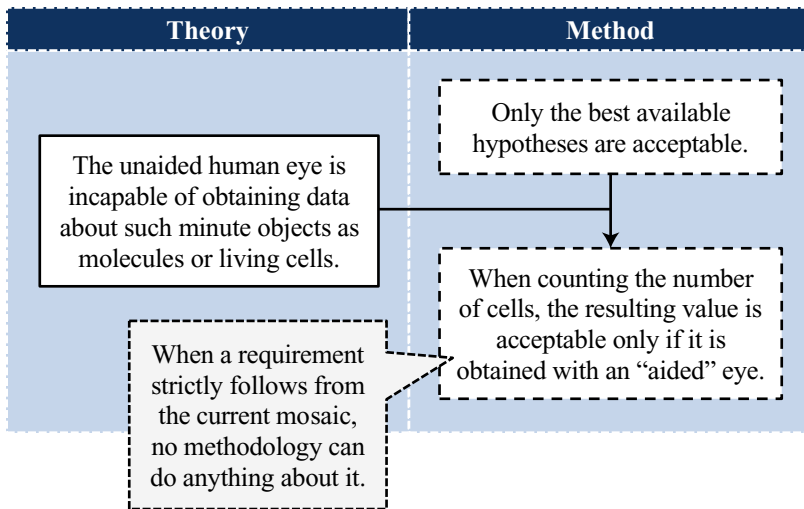 Theory
Method
Only the best available
hypotheses are acceptable.
The unaided human eye is
incapable of obtaining data
about such minute objects as
molecules or living cells.
When counting the number
of cells, the resulting value is
acceptable only if it is
obtained with an “aided” eye.
When a requirement
strictly follows from
the current mosaic,
no methodology can
do anything about it.